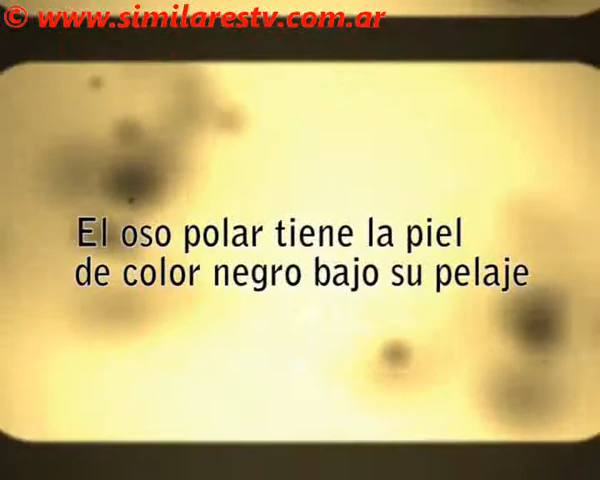 © www.similarestv.com.ar
El oso polar tiene la piel
de color negro bajo su pelaje